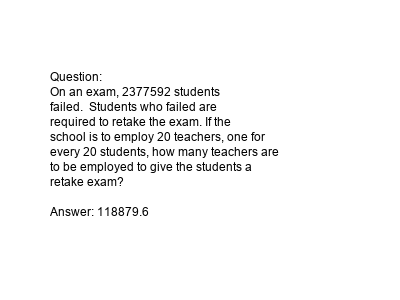 Question:
On an exam, 2377592 students
failed.  Students who failed are
required to retake the exam. If the
school is to employ 20 teachers, one for
every 20 students, how many teachers are
to be employed to give the students a
retake exam?
Answer: 118879.6